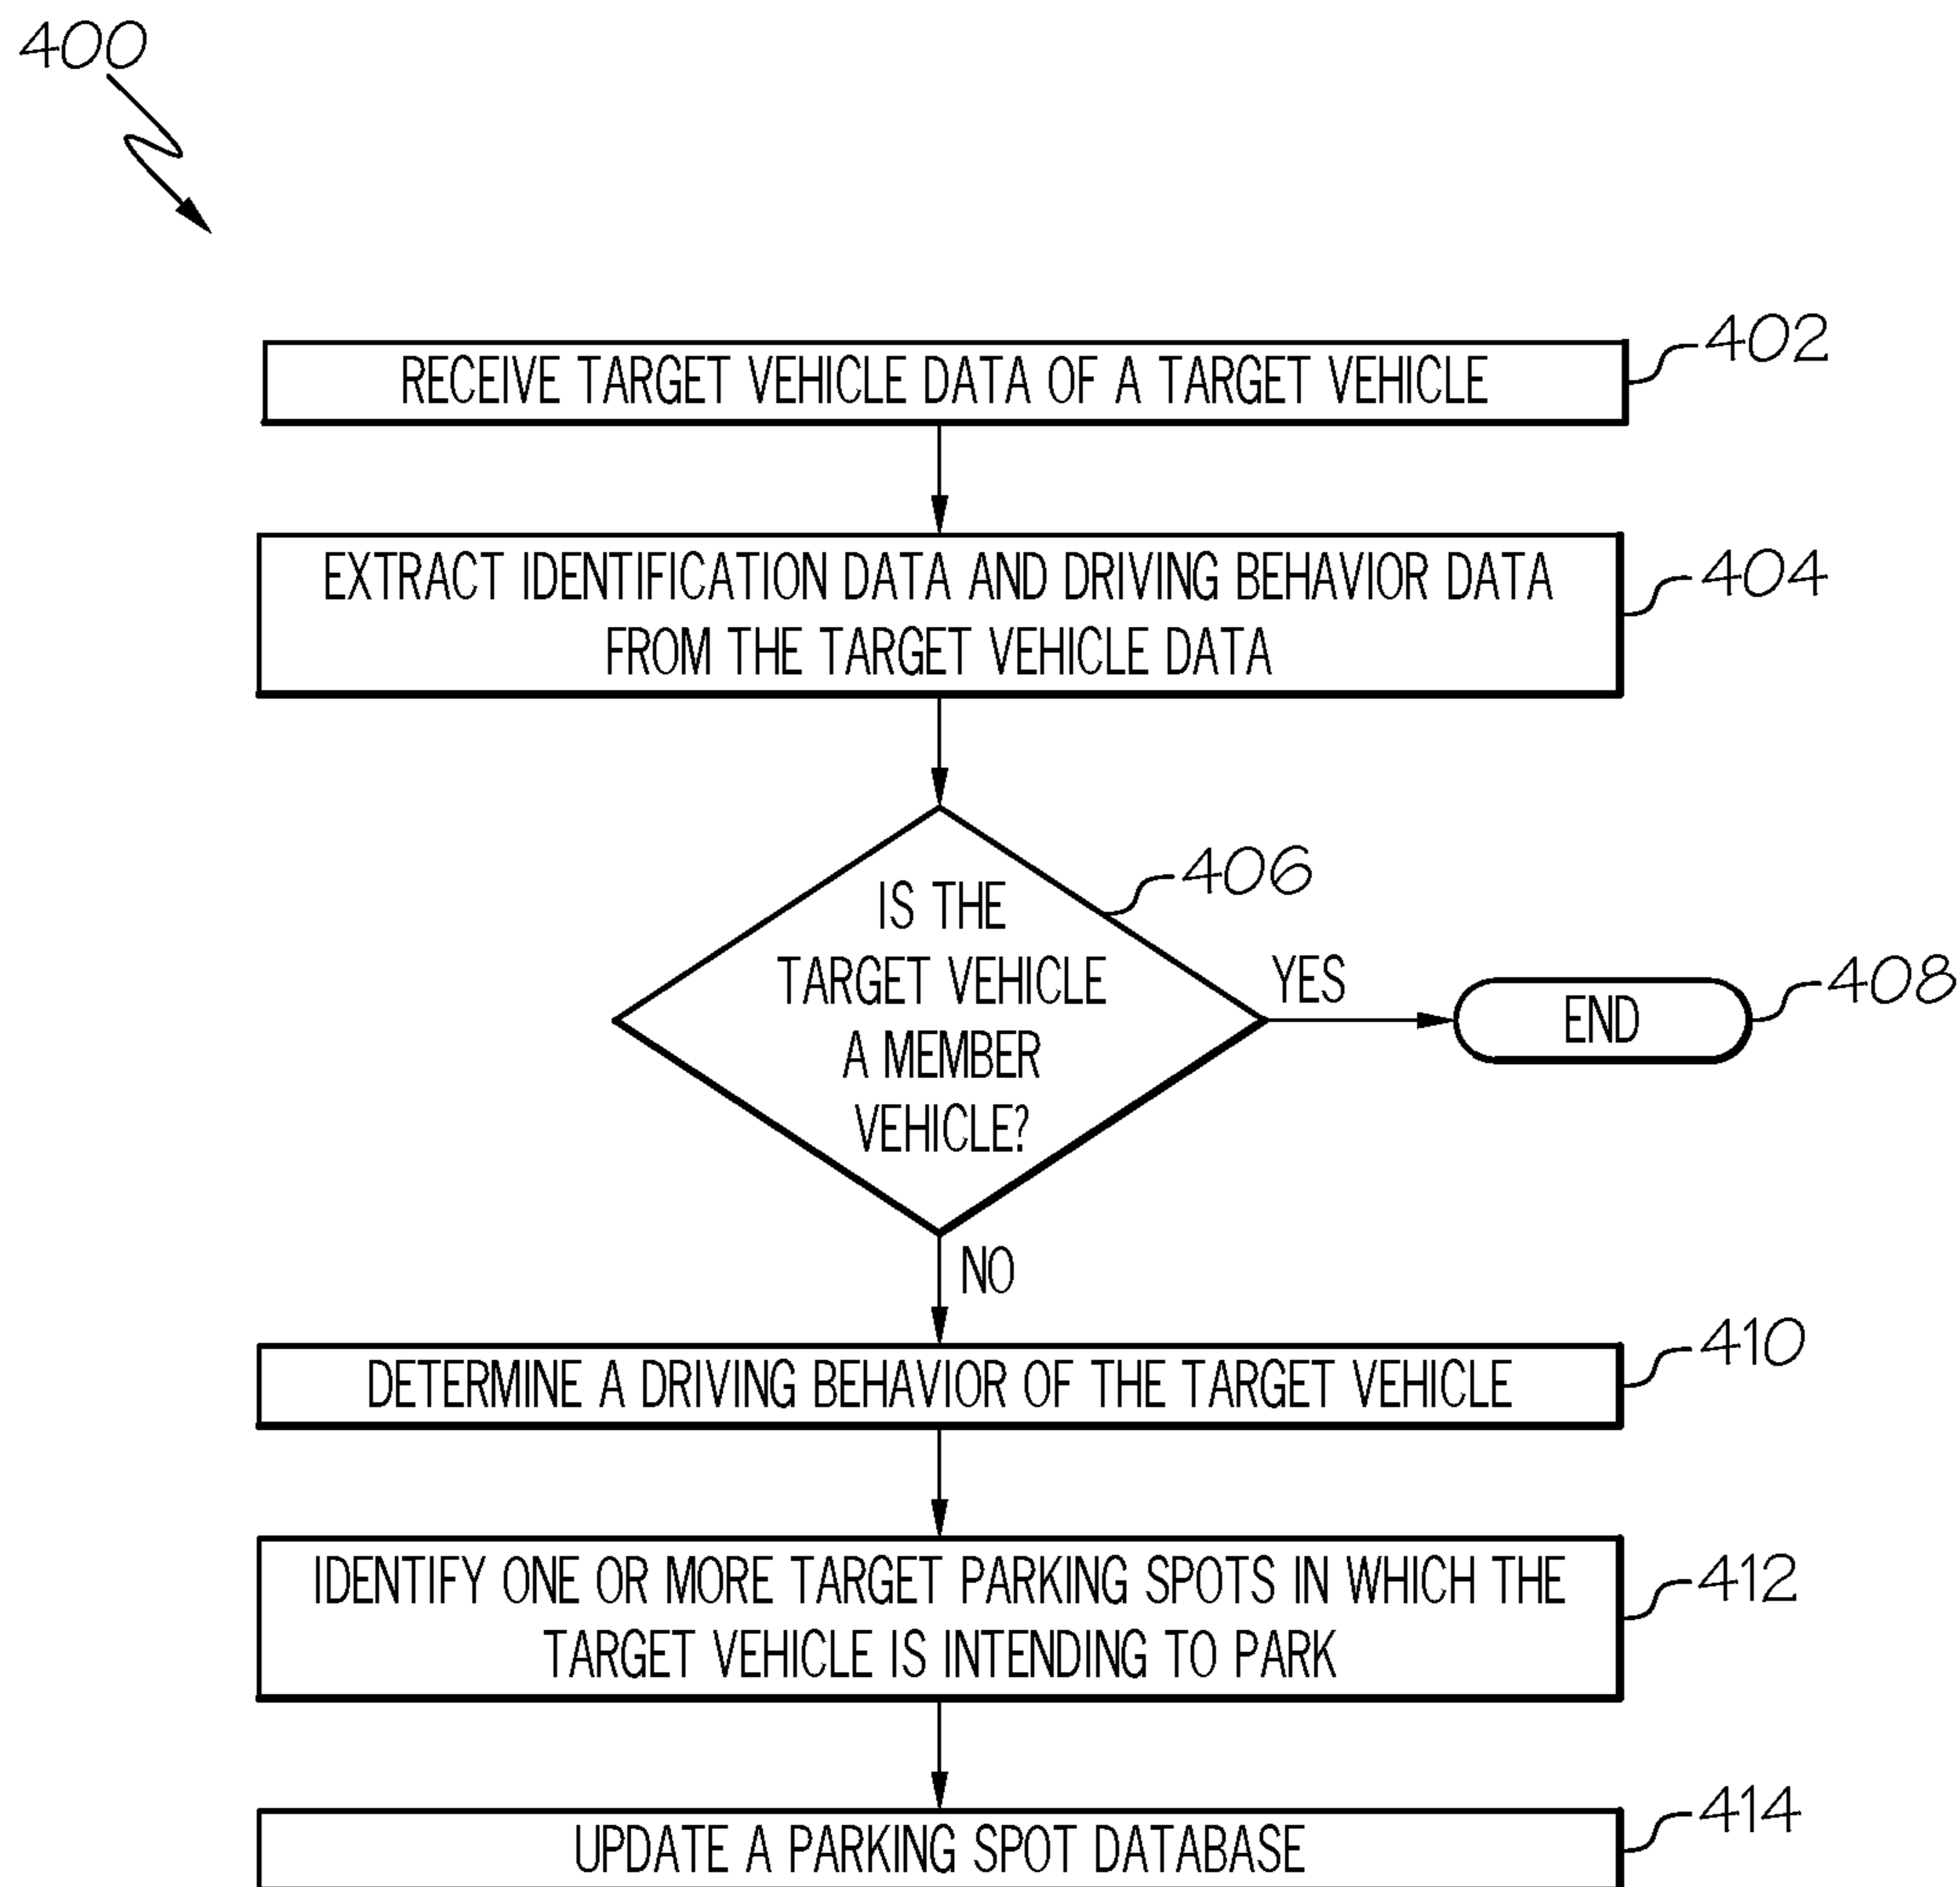 400
RECEIVE TARGET VEHICLE DATA OF A TARGET VEHICLE
402
EXTRACT IDENTIFICATION DATA AND DRIVING BEHAVIOR DATA
FROM THE TARGET VEHICLE DATA
404
IS THE
TARGET VEHICLE
A MEMBER
VEHICLE?
406
YES
END
408
NO
DETERMINE A DRIVING BEHAVIOR OF THE TARGET VEHICLE
410
IDENTIFY ONE OR MORE TARGET PARKING SPOTS IN WHICH THE
TARGET VEHICLE IS INTENDING TO PARK
412
UPDATE A PARKING SPOT DATABASE
414